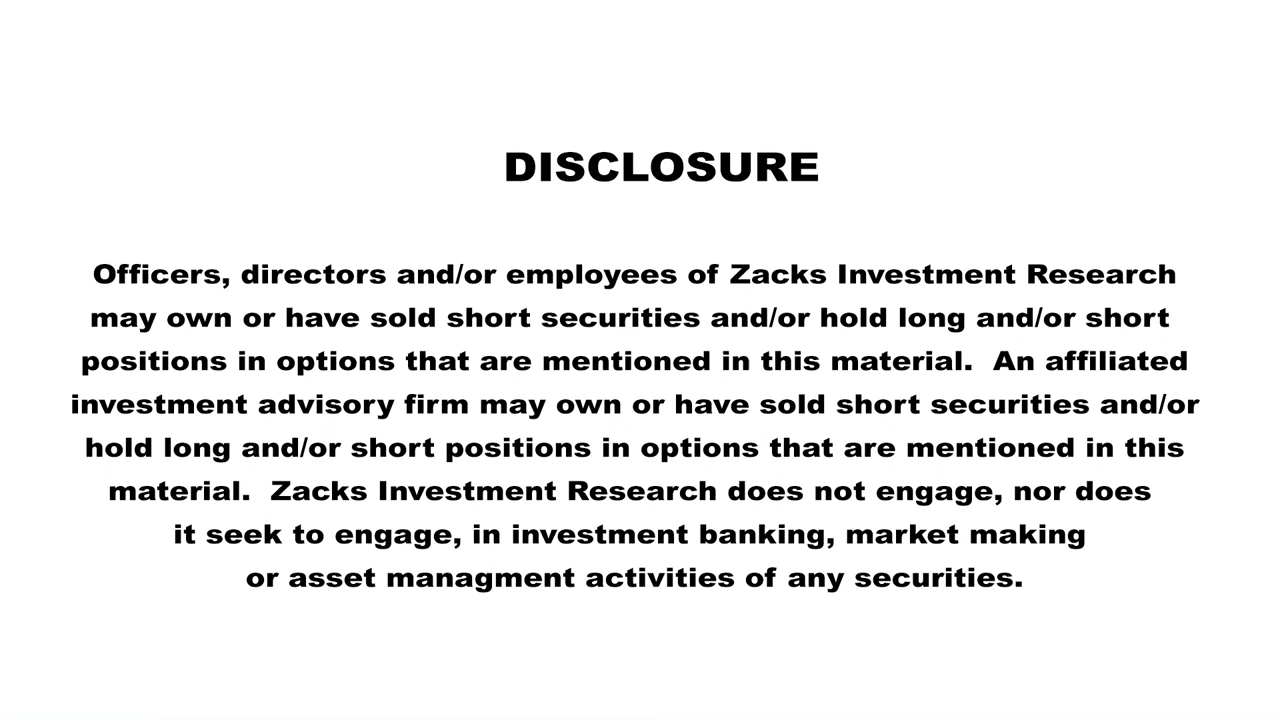 DISCLOSURE
Officers, directors and/or employees of Zacks Investment Research
may own or have sold short securities and/or hold long and/or short
positions in options that are mentioned in this material.  An affiliated
investment advisory firm may own or have sold short securities and/or
hold long and/or short positions in options that are mentioned in this
material.  Zacks Investment Research does not engage, nor does
it seek to engage, in investment banking, market making
or asset managment activities of any securities.